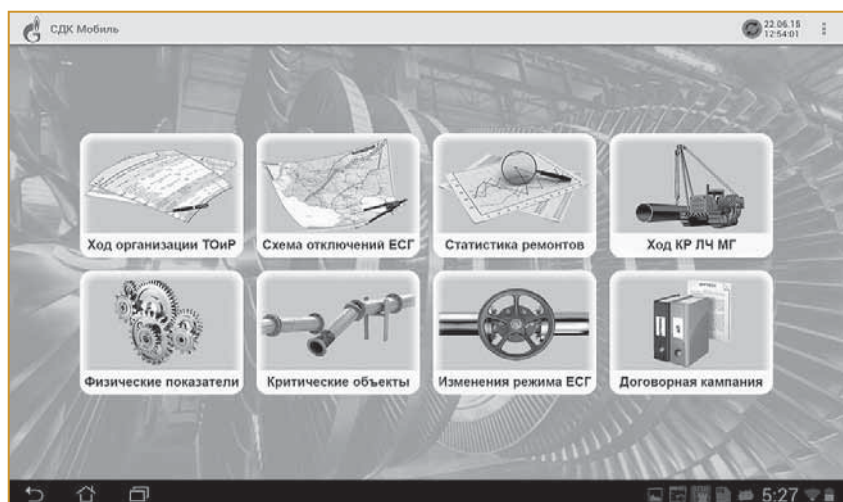 СДК Мобиль
22.06.15
12:54:01
Ход организации ТОиР
Схема отключений ЕСГ
Статистика ремонтов
Ход КР ЛЧ МГ
Физические показатели
Критические объекты
Изменения режима ЕСГ
Договорная кампания
5:27